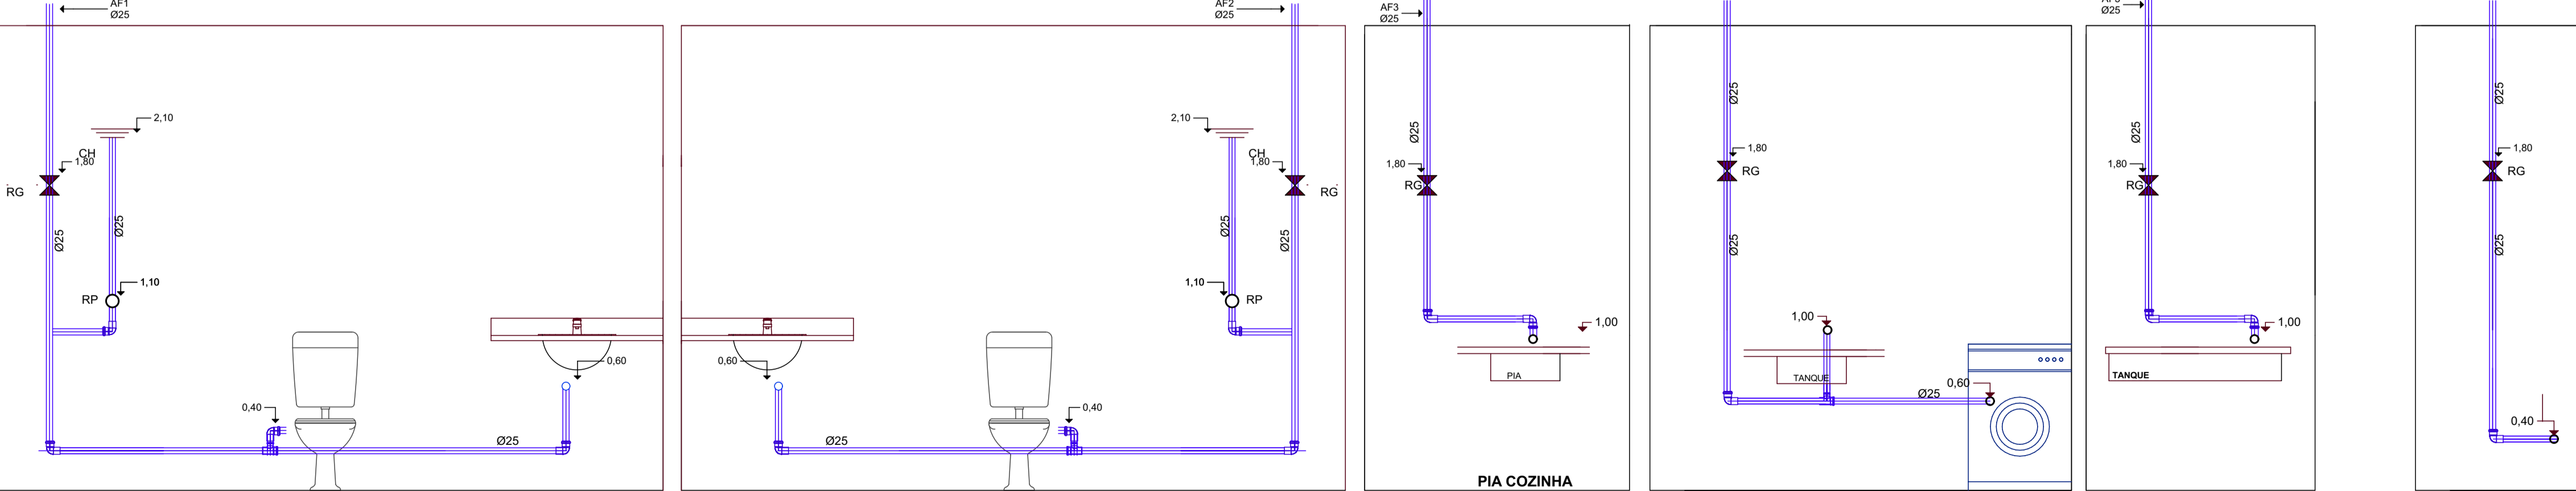 AF1
Ø25
2,10
CH
1,80
RG
Ø25
Ø25
1,10
RP
0,60
0,40
Ø25
AF2
Ø25
2,10
CH
1,80
RG
Ø25
Ø25
1,10
RP
0,60
0,40
Ø25
AF3
Ø25
Ø25
1,80
RG
1,00
PIA
PIA COZINHA
Ø25
1,80
RG
Ø25
1,00
TANQUE
0,60
Ø25
Ø25
Ø25
1,80
RG
1,00
TANQUE
Ø25
1,80
RG
Ø25
0,40